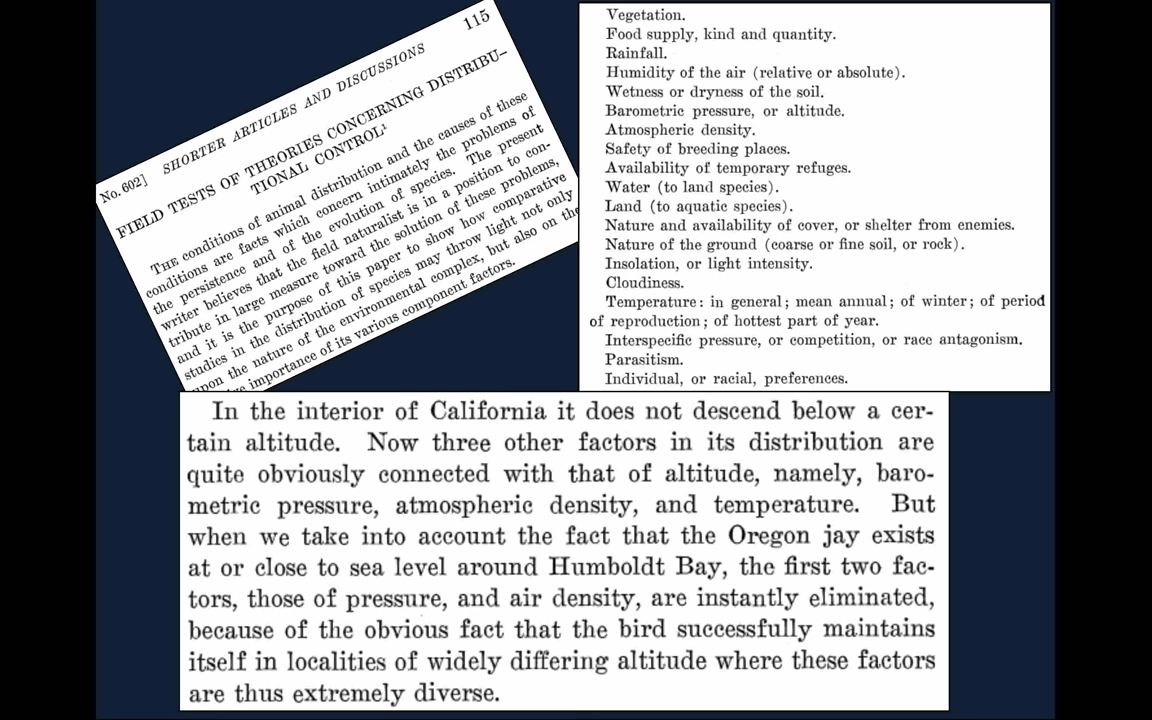 No. 602] SHORTER ARTICLES AND DISCUSSIONS 115
FIELD TESTS OF THEORIES CONCERNING DISTRIBU-
TIONAL CONTROL¹
THE conditions of animal distribution and the causes of these
conditions are facts which concern intimately the problems of
the persistence and of the evolution of species. The present
writer believes that the field naturalist is in a position to con-
tribute in large measure toward the solution of these problems,
and it is the purpose of this paper to show how comparative
studies in the distribution of species may throw light not only
upon the nature of the environmental complex, but also on the
importance of its various component factors.
Vegetation.
Food supply, kind and quantity.
Rainfall.
Humidity of the air (relative or absolute).
Wetness or dryness of the soil.
Barometric pressure, or altitude.
Atmospheric density.
Safety of breeding places.
Availability of temporary refuges.
Water (to land species).
Land (to aquatic species).
Nature and availability of cover, or shelter from enemies.
Nature of the ground (coarse or fine soil, or rock).
Insolation, or light intensity.
Cloudiness.
Temperature: in general; mean annual; of winter; of period
of reproduction; of hottest part of year.
Interspecific pressure, or competition, or race antagonism.
Parasitism.
Individual, or racial, preferences.
In the interior of California it does not descend below a cer-
tain altitude. Now three other factors in its distribution are
quite obviously connected with that of altitude, namely, baro-
metric pressure, atmospheric density, and temperature. But
when we take into account the fact that the Oregon jay exists
at or close to sea level around Humboldt Bay, the first two fac-
tors, those of pressure, and air density, are instantly eliminated,
because of the obvious fact that the bird successfully maintains
itself in localities of widely differing altitude where these factors
are thus extremely diverse.